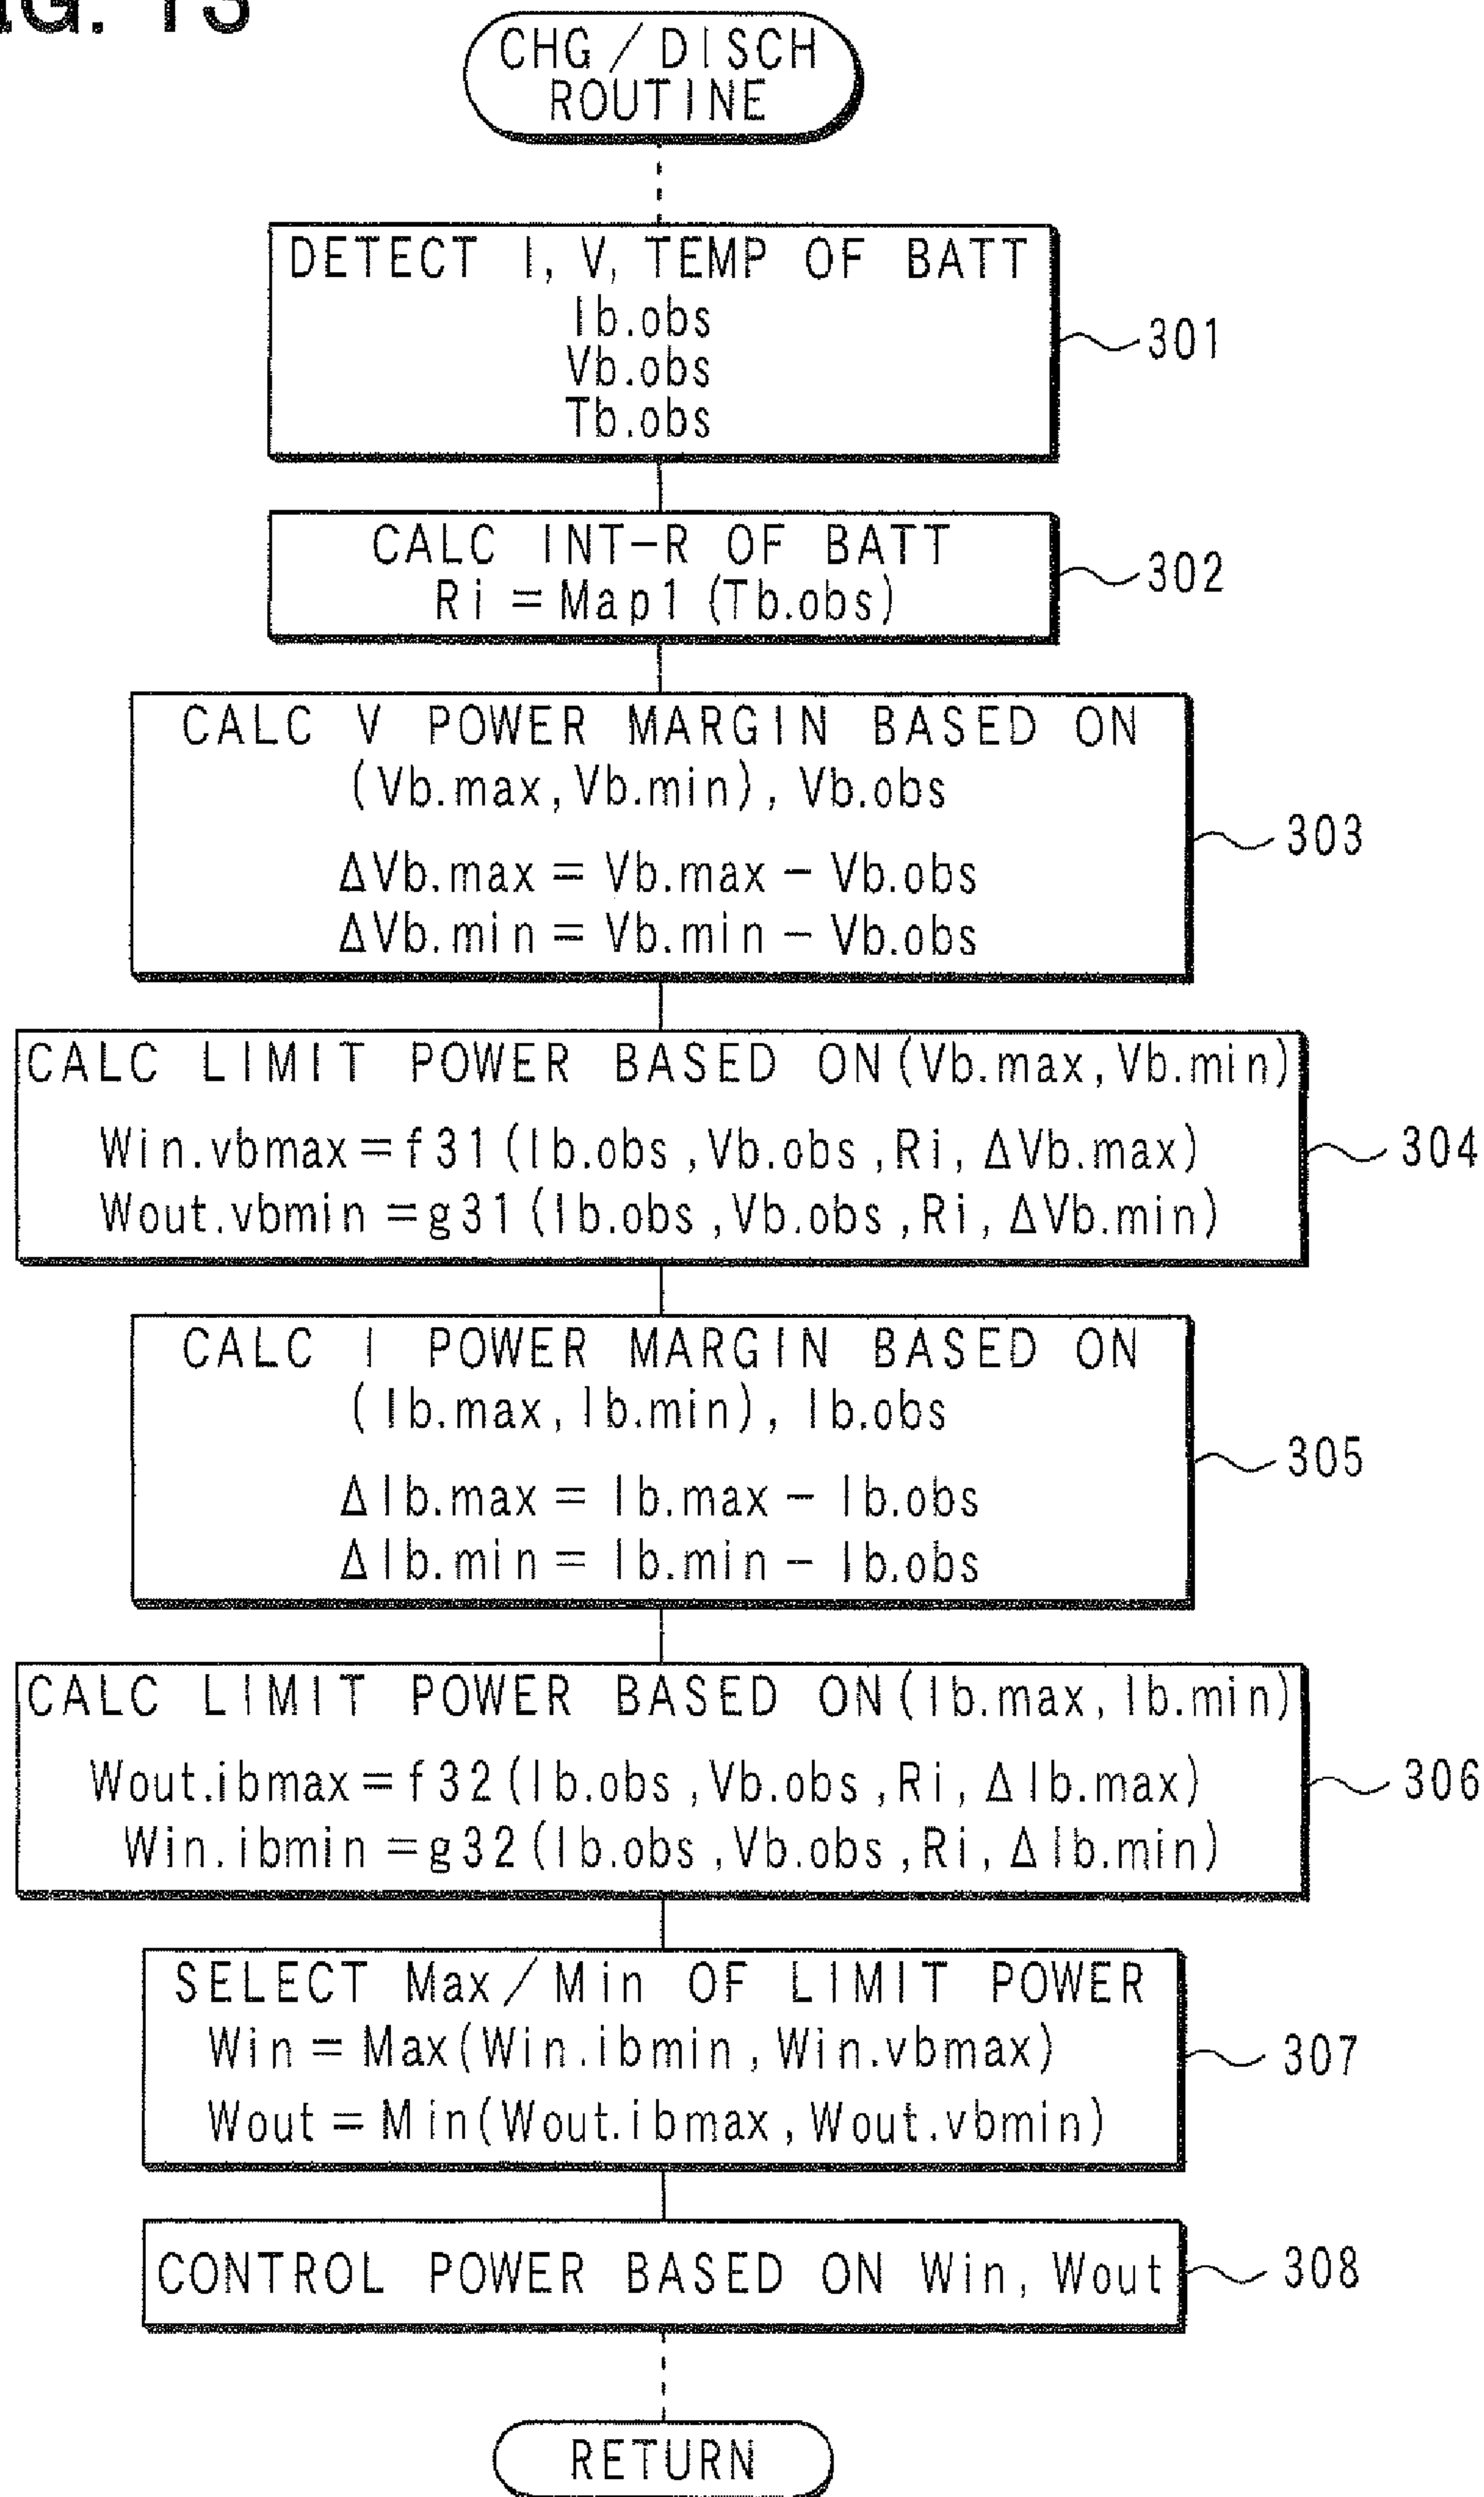 13
CHG / DISCH
ROUTINE
DETECT I, V, TEMP OF BATT
Ib.obs
Vb.obs
Tb.obs
301
CALC INT-R OF BATT
Ri = Map1 (Tb.obs)
302
CALC V POWER MARGIN BASED ON
(Vb.max, Vb.min), Vb.obs
ΔVb.max = Vb.max - Vb.obs
ΔVb.min = Vb.min - Vb.obs
303
CALC LIMIT POWER BASED ON (Vb.max, Vb.min)
Win.vbmax = f31 (Ib.obs, Vb.obs, Ri, ΔVb.max)
Wout.vbmin = g31 (Ib.obs, Vb.obs, Ri, ΔVb.min)
304
CALC I POWER MARGIN BASED ON
(Ib.max, Ib.min), Ib.obs
ΔIb.max = Ib.max - Ib.obs
ΔIb.min = Ib.min - Ib.obs
305
CALC LIMIT POWER BASED ON (Ib.max, Ib.min)
Wout.ibmax = f32 (Ib.obs, Vb.obs, Ri, ΔIb.max)
Win.ibmin = g32 (Ib.obs, Vb.obs, Ri, ΔIb.min)
306
SELECT Max / Min OF LIMIT POWER
Win = Max (Win.ibmin, Win.vbmax)
Wout = Min (Wout.ibmax, Wout.vbmin)
307
CONTROL POWER BASED ON Win, Wout
308
RETURN